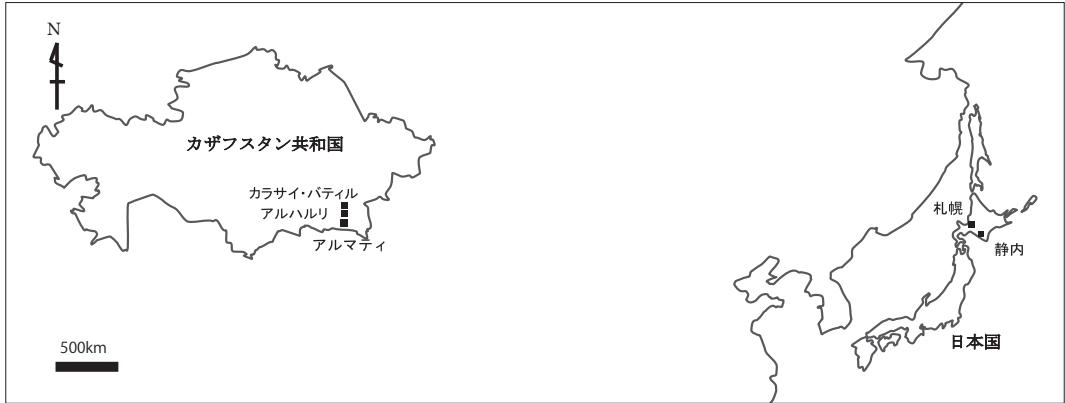 N
カザフスタン共和国
カラサイ・バティル
アルハルリ
アルマティ
札幌
静内
500km
日本国